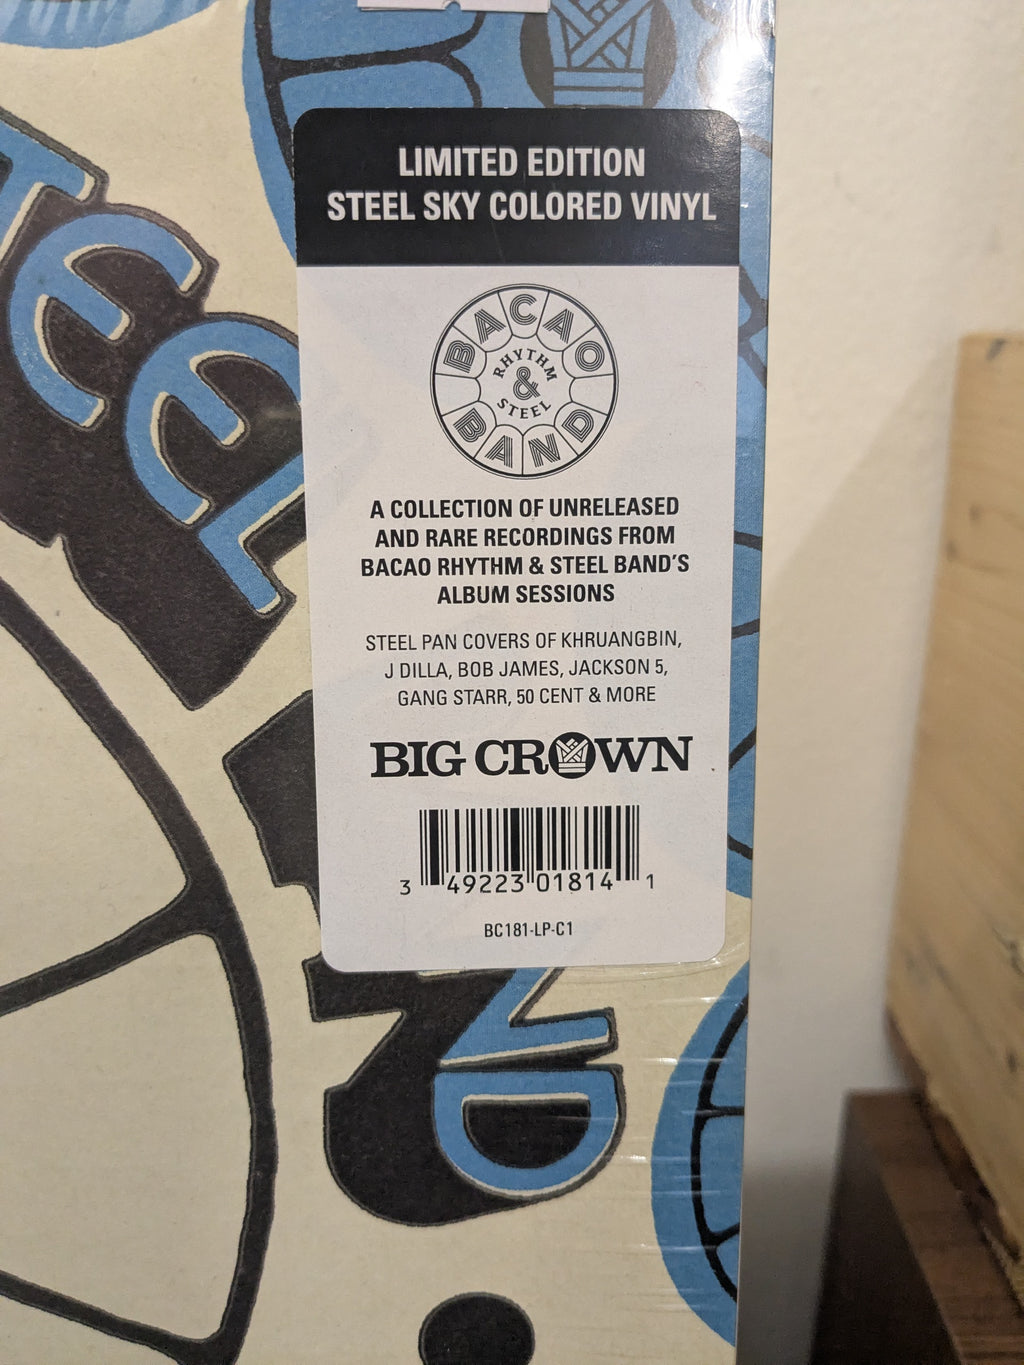 LIMITED EDITION
STEEL SKY COLORED VINYL
BACAO
RHYTHM
&
STEEL
BAND
A COLLECTION OF UNRELEASED
AND RARE RECORDINGS FROM
BACAO RHYTHM & STEEL BAND'S
ALBUM SESSIONS
STEEL PAN COVERS OF KHRUANGBIN,
J DILLA, BOB JAMES, JACKSON 5,
GANG STARR, 50 CENT & MORE
BIG CROWN
3 49223 01814 1
BC181-LP-C1
TEEL
ND